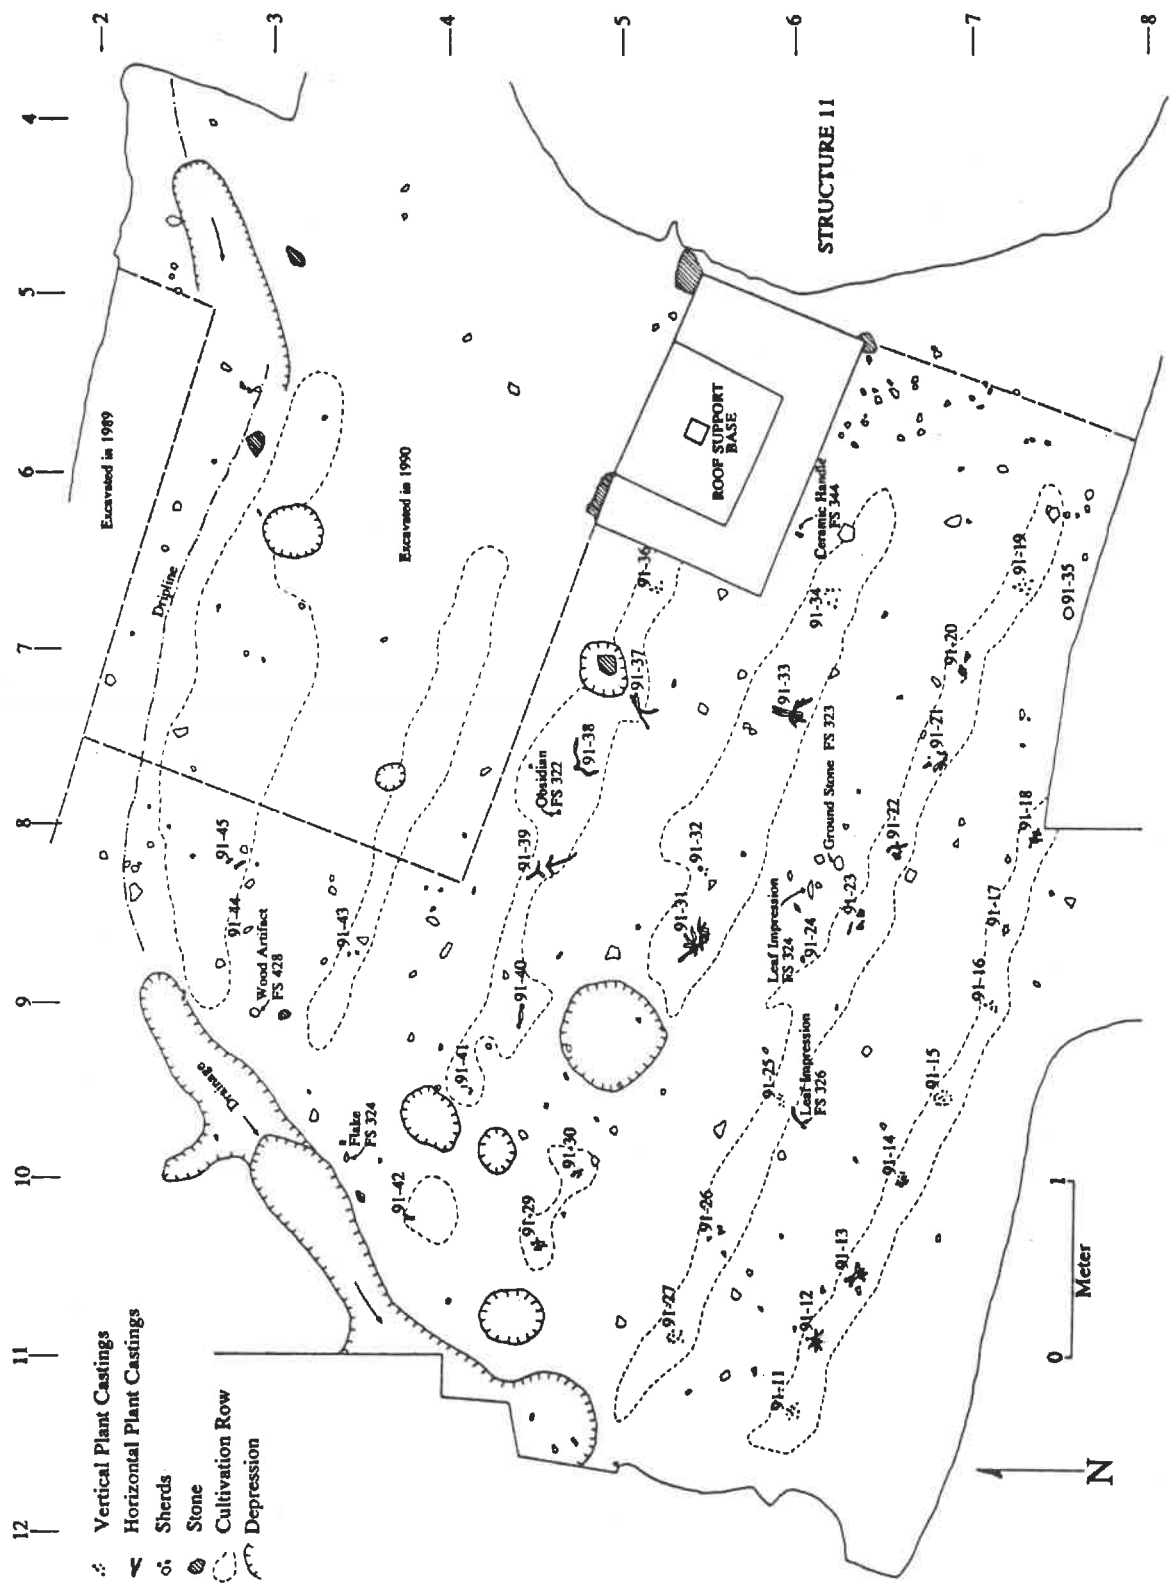 2
3
4
5
6
7
8
4
5
6
7
8
9
10
11
12
Excavated in 1989
Dripline
Excavated in 1990
STRUCTURE 11
ROOF SUPPORT
BASE
Ceramic Handle
FS 344
91-36
91-34
91-19
91-35
91-37
91-33
91-20
91-38
91-21
Obsidian
FS 322
Ground Stone FS 323
91-45
91-39
91-32
91-22
91-18
91-44
91-43
91-31
91-23
91-17
Wood Artifact
FS 428
91-24
Leaf Impression
FS 324
91-40
91-16
Drainage
91-41
91-25
Leaf Impression
FS 326
91-15
Flake
FS 324
91-30
91-14
91-42
91-29
91-26
91-13
91-27
91-12
91-11
Vertical Plant Castings
Horizontal Plant Castings
Sherds
Stone
Cultivation Row
Depression
0
1
Meter
N